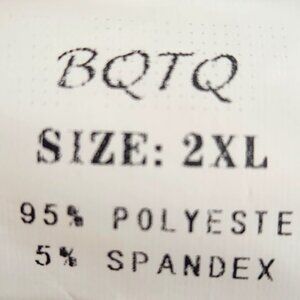 BQTQ
SIZE: 2XL
95% POLYESTE
5% SPANDEX